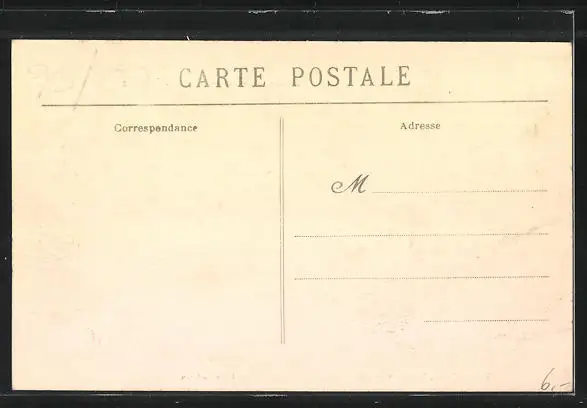 CARTE POSTALE
Correspondance
Adresse
M
6,-